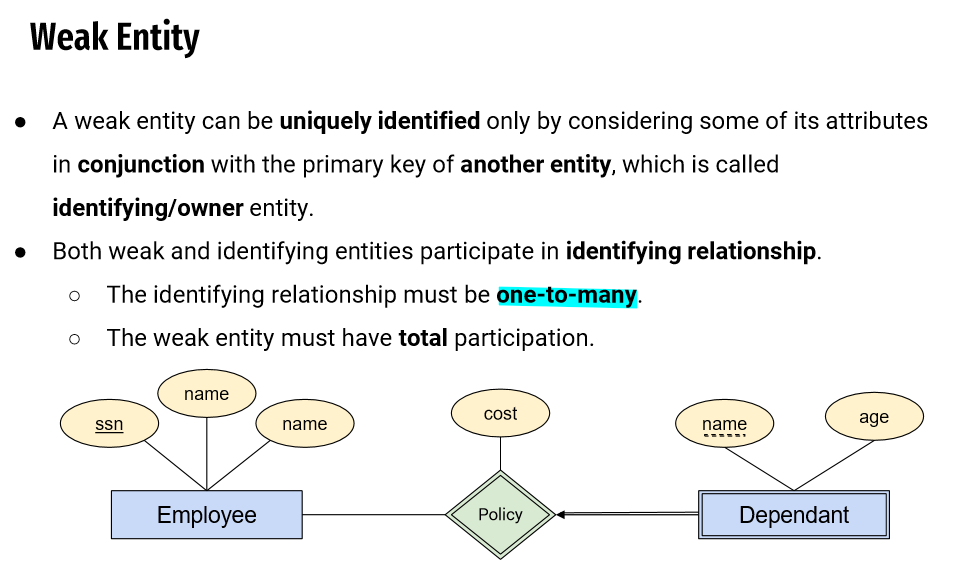 Weak Entity
● A weak entity can be uniquely identified only by considering some of its attributes
in conjunction with the primary key of another entity, which is called
identifying/owner entity.
● Both weak and identifying entities participate in identifying relationship.
○ The identifying relationship must be one-to-many.
○ The weak entity must have total participation.
name
ssn
name
cost
name
age
Employee
Policy
Dependant